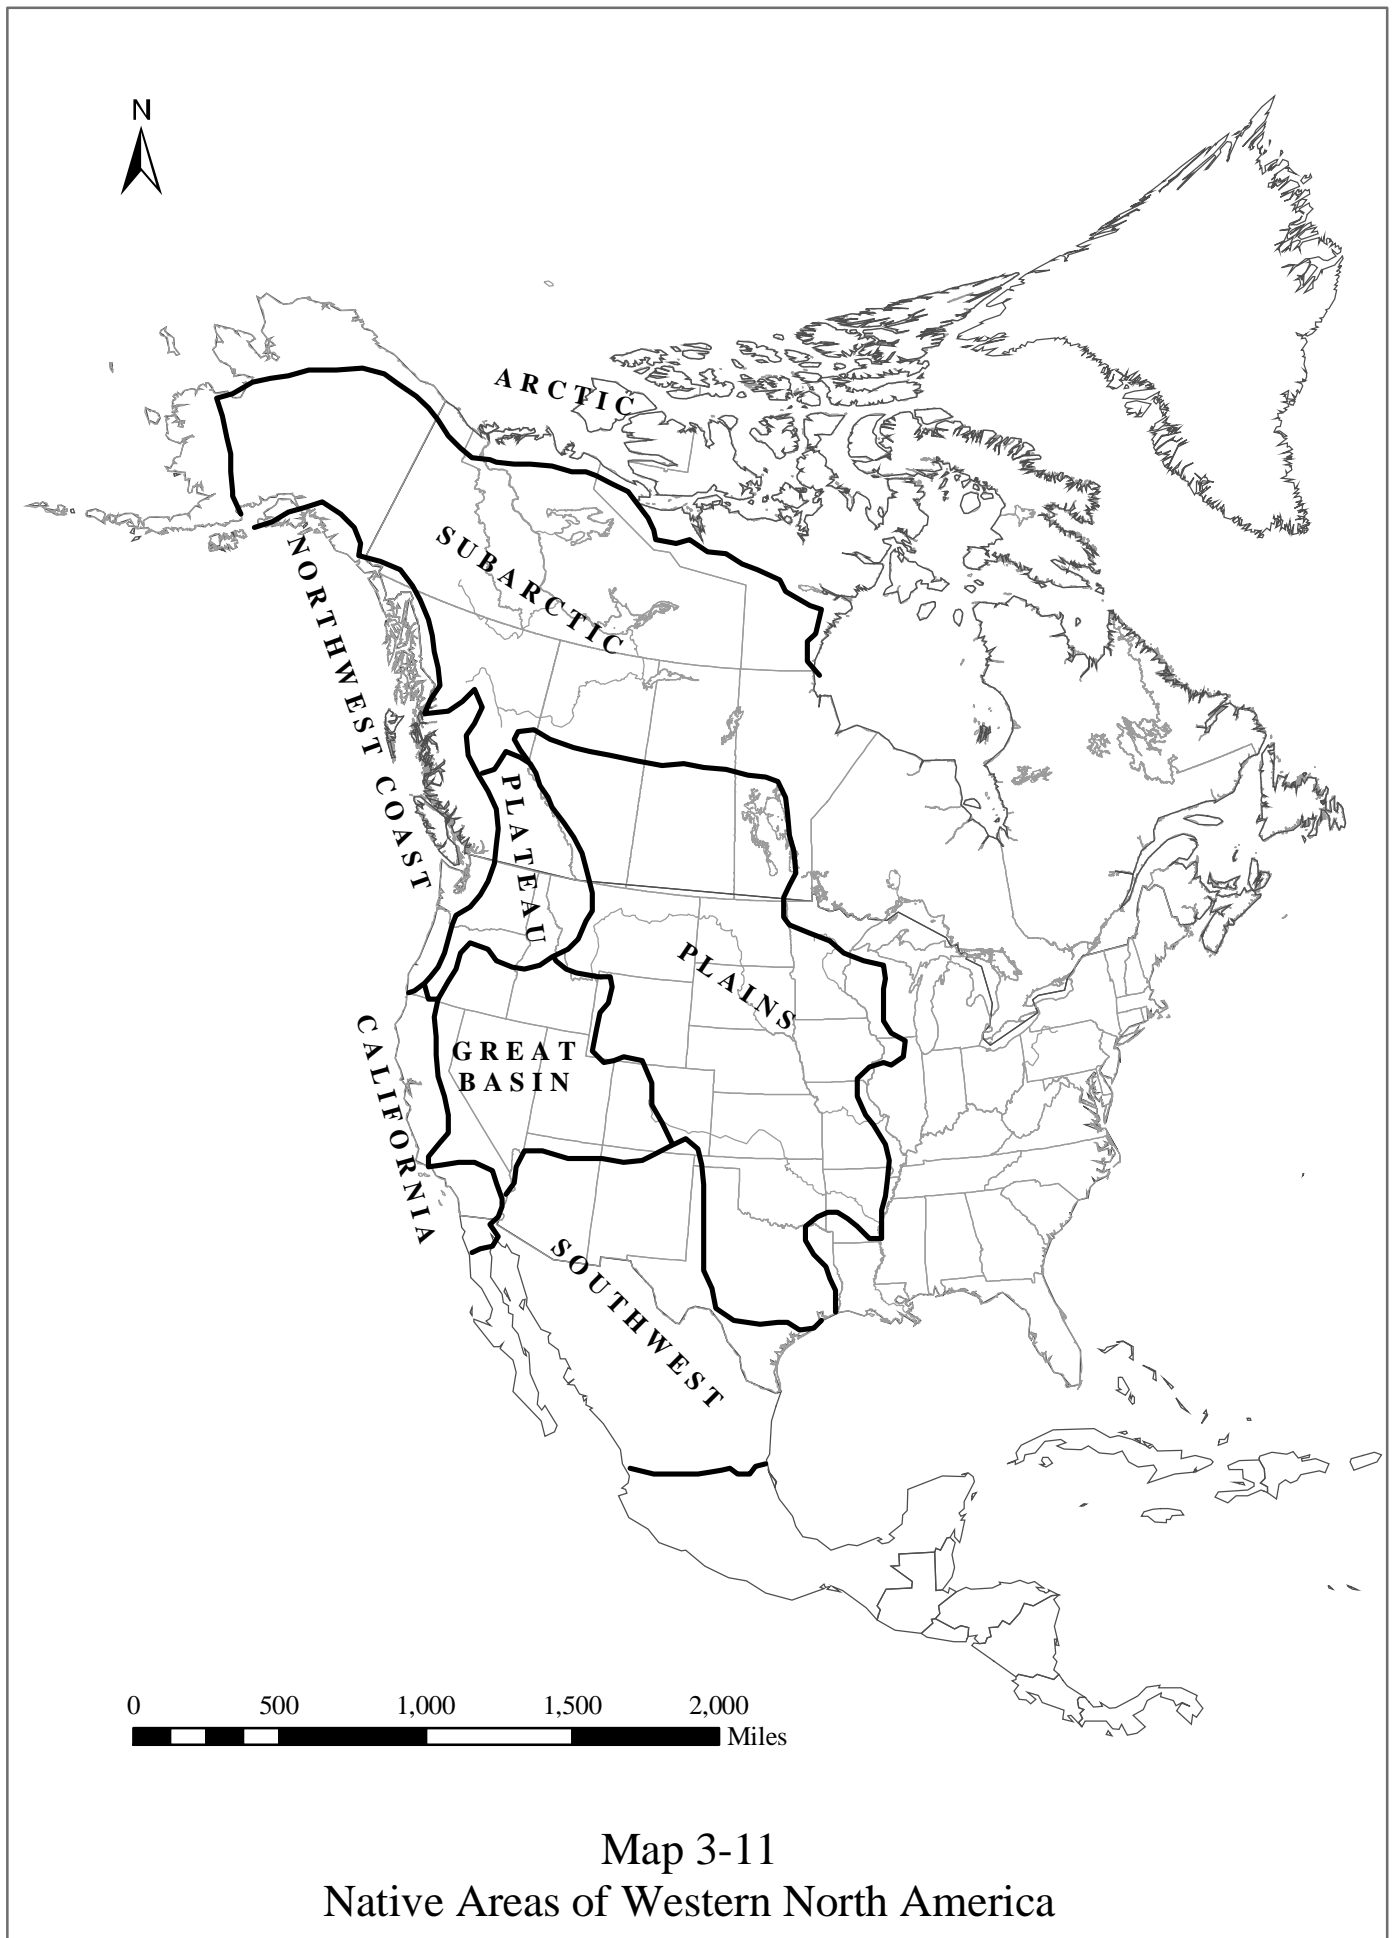 N
ARCTIC
SUBARCTIC
NORTHWEST COAST
PLATEAU
PLAINS
GREAT
BASIN
CALIFORNIA
SOUTHWEST
0 500 1,000 1,500 2,000
Miles
Map 3-11
Native Areas of Western North America